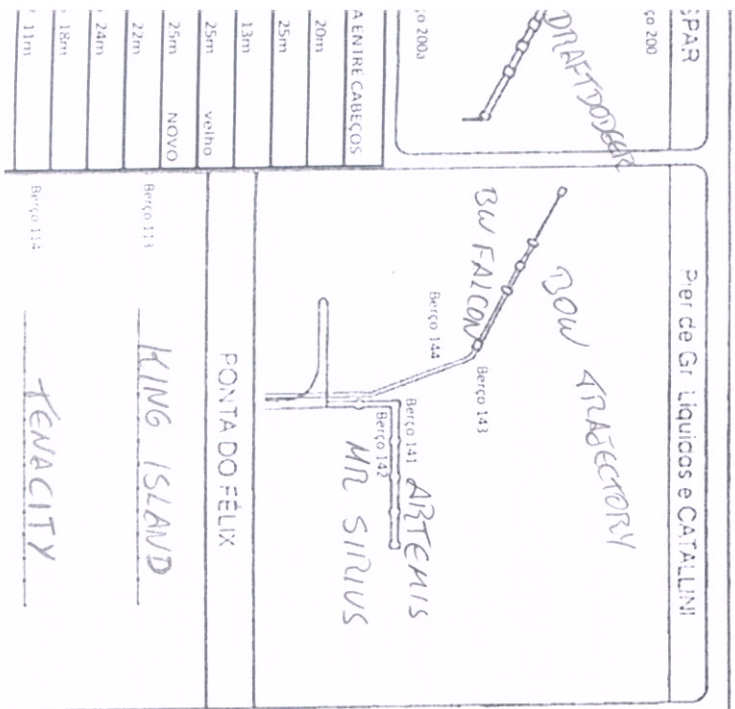 PAR
ço 200
DRAFTDODGER
ço 200a
A ENTRE CABEÇOS
20m
25m
13m
25m velho
25m NOVO
22m
24m
18m
11m
Pier de Gr. Liquidos e CATALLINI
BOW TRAJECTORY
BW FALCON
Berço 143
Berço 144
Berço 141 ARTEMIS
Berço 142
MR SIRIUS
PONTA DO FÉLIX
Berço 113 KING ISLAND
Berço 114 TENACITY